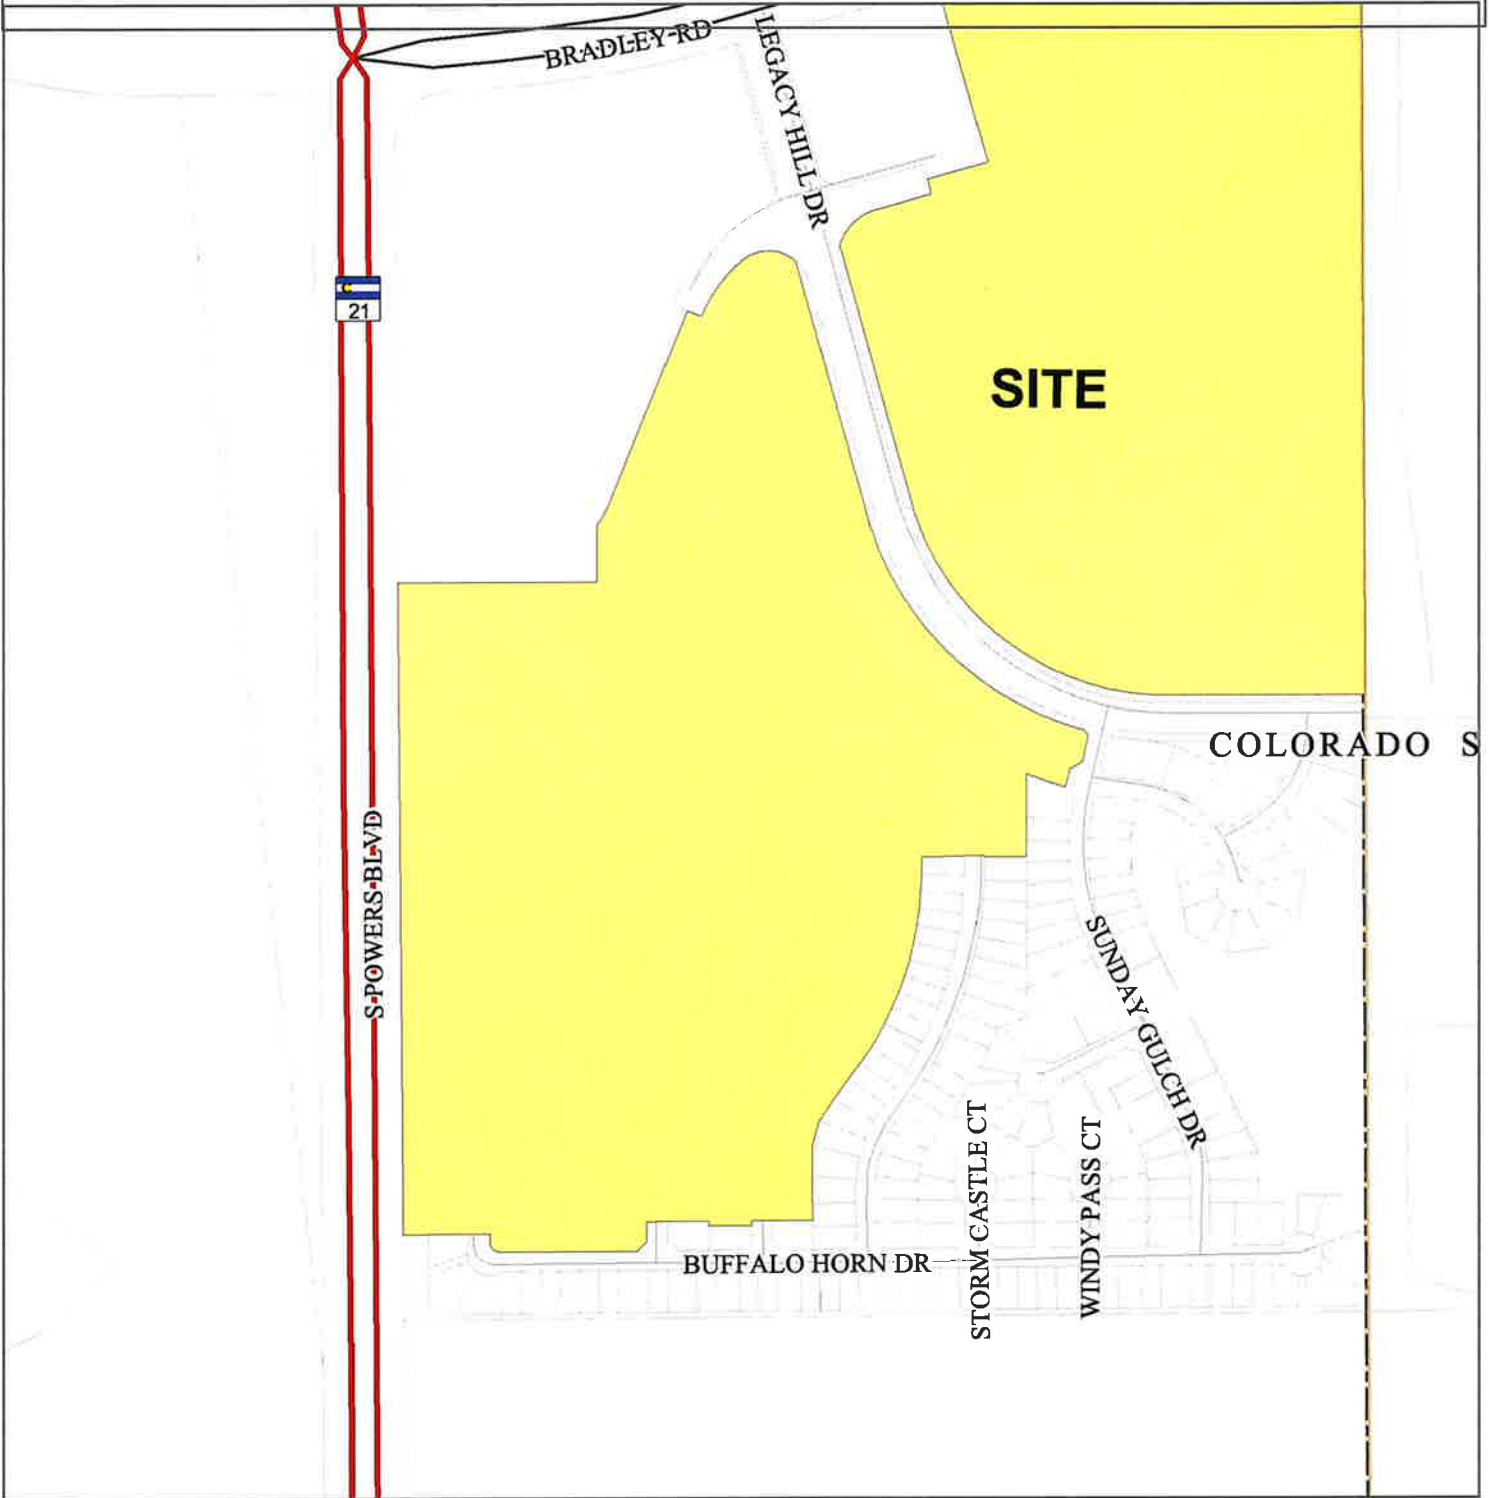 BRADLEY RD
LEGACY HILL DR
21
SITE
COLORADO S
S POWERS BLVD
SUNDAY GULCH DR
STORM CASTLE CT
WINDY PASS CT
BUFFALO HORN DR